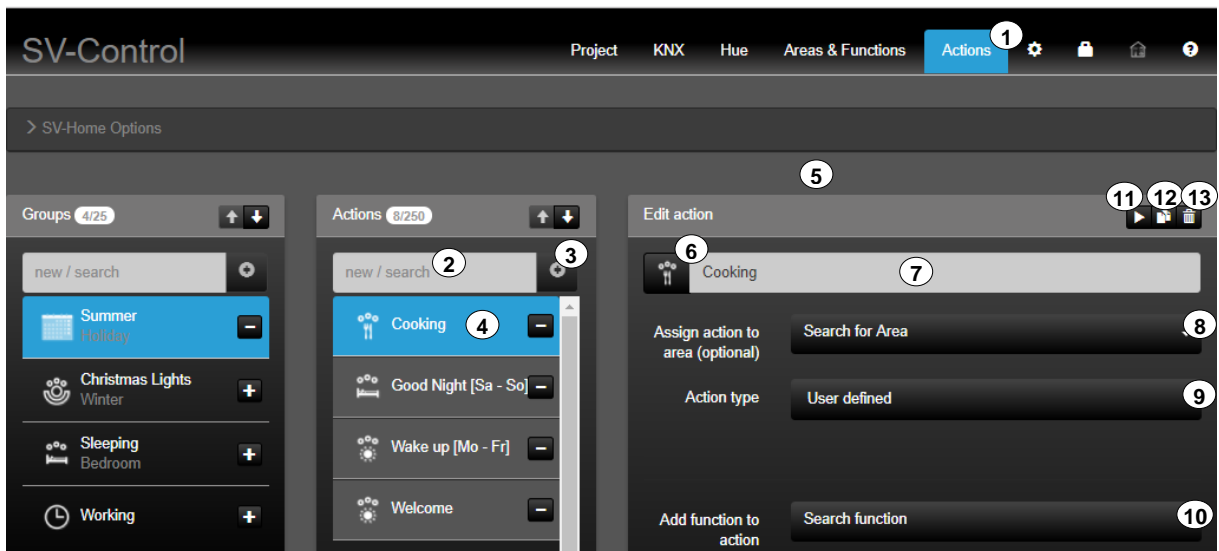 SV-Control
Project KNX Hue Areas & Functions Actions 1 ?
> SV-Home Options
5
Groups 4/25
new / search
Summer
Holiday
Christmas Lights
Winter
Sleeping
Bedroom
Working
Actions 8/250
3
new / search 2
Cooking 4
Good Night [Sa - So]
Wake up [Mo - Fr]
Welcome
Edit action
11 12 13
6
Cooking 7
Assign action to
area (optional)
Search for Area 8
Action type
User defined 9
Add function to
action
Search function 10